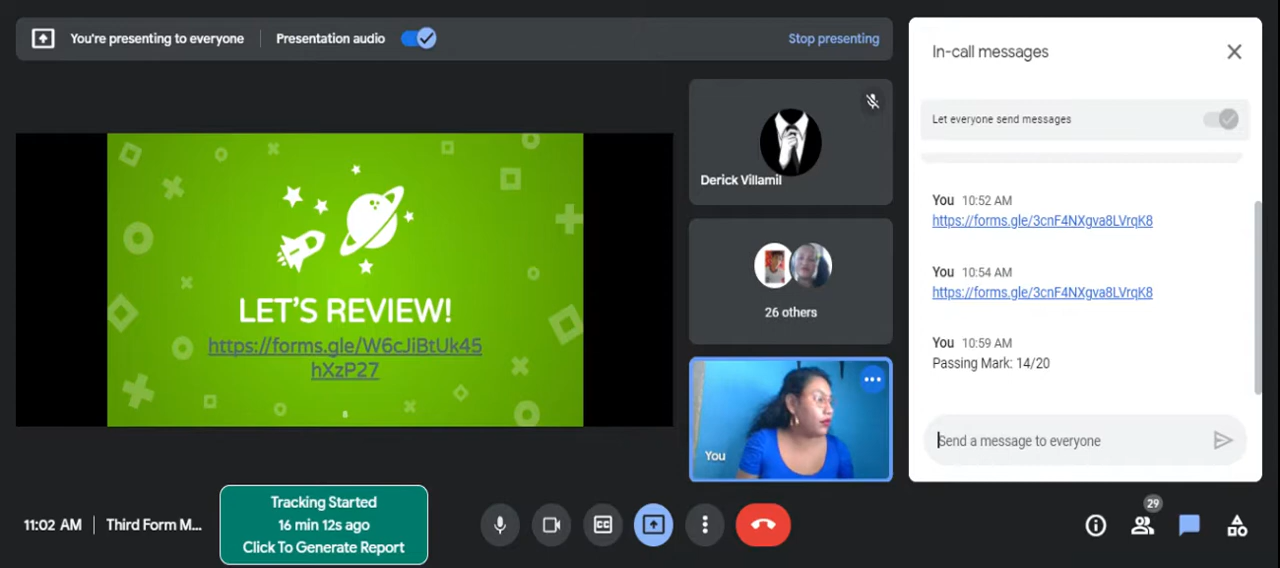 You're presenting to everyone
Presentation audio
Stop presenting
LET'S REVIEW!
https://forms.gle/W6cJiBtUk45
hXzP27
8
Derick Villamil
26 others
You
In-call messages
Let everyone send messages
You 10:52 AM
https://forms.gle/3cnF4NXgva8LVrqK8
You 10:54 AM
https://forms.gle/3cnF4NXgva8LVrqK8
You 10:59 AM
Passing Mark: 14/20
Send a message to everyone
11:02 AM
Third Form M...
Tracking Started
16 min 12s ago
Click To Generate Report
CC
29